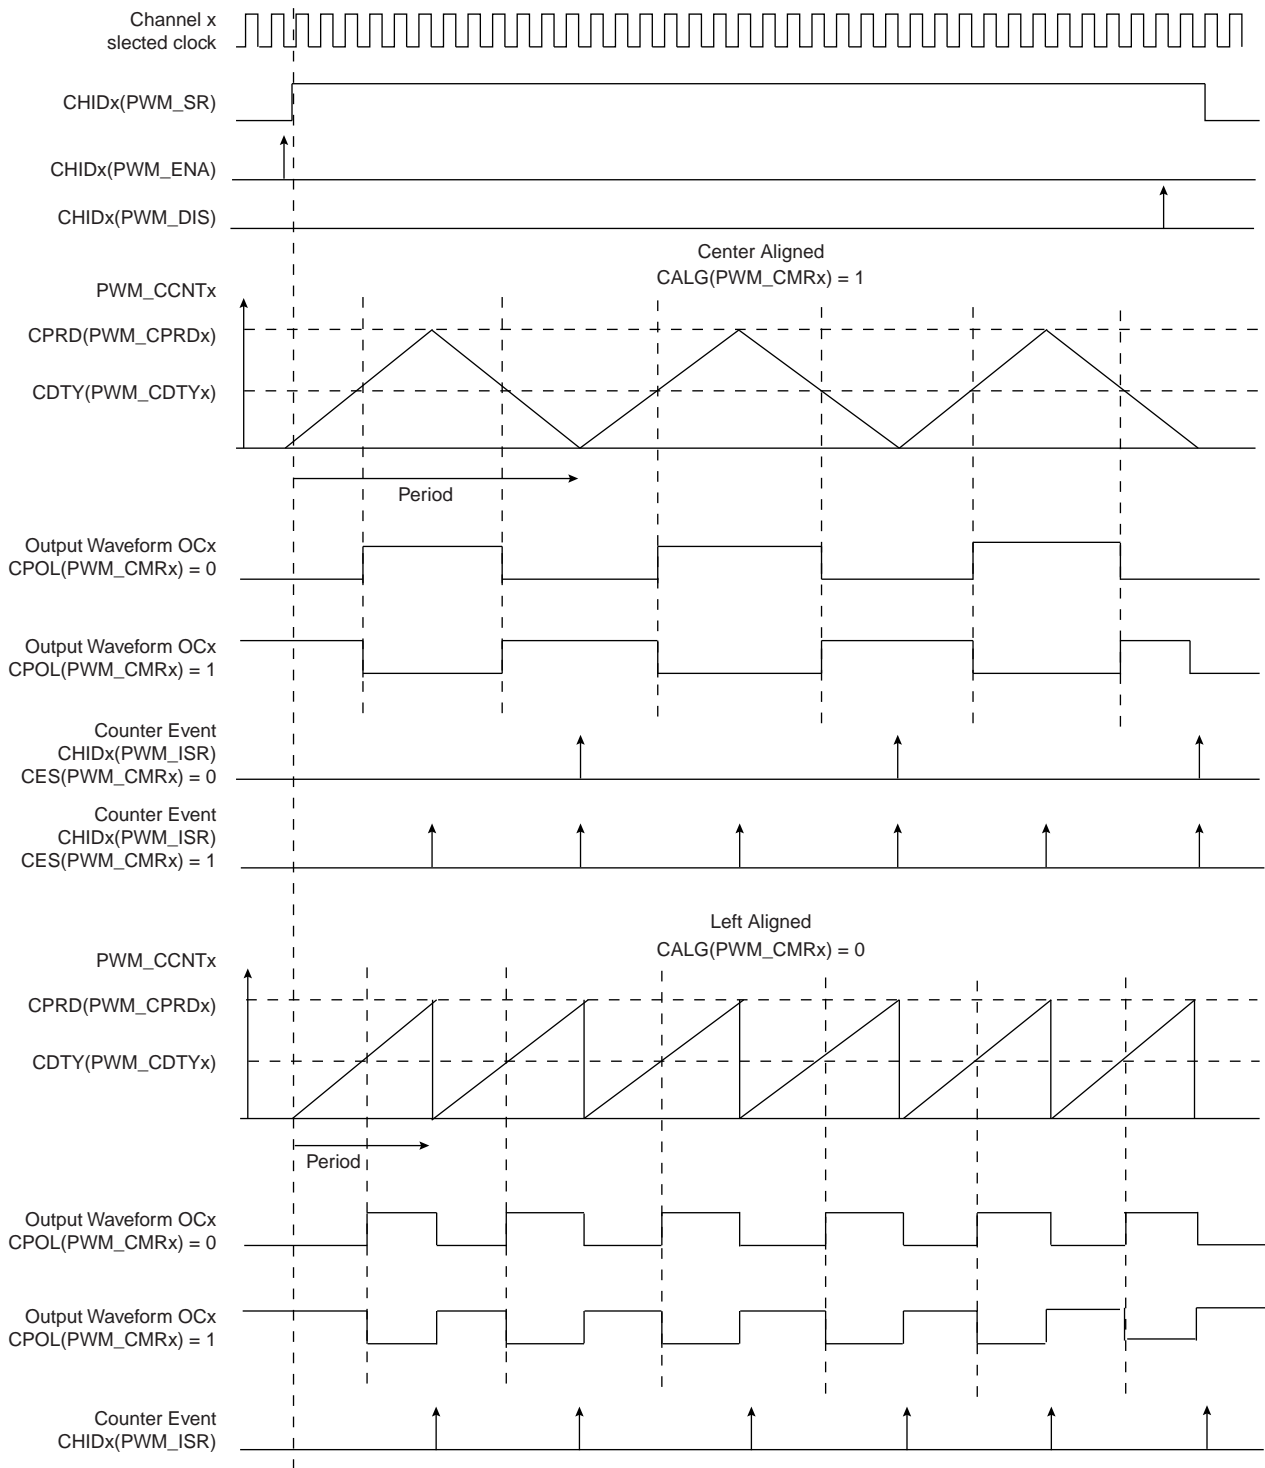 Channel x
slected clock
CHIDx(PWM_SR)
CHIDx(PWM_ENA)
CHIDx(PWM_DIS)
Center Aligned
CALG(PWM_CMRx) = 1
PWM_CCNTx
CPRD(PWM_CPRDx)
CDTY(PWM_CDTYx)
Period
Output Waveform OCx
CPOL(PWM_CMRx) = 0
Output Waveform OCx
CPOL(PWM_CMRx) = 1
Counter Event
CHIDx(PWM_ISR)
CES(PWM_CMRx) = 0
Counter Event
CHIDx(PWM_ISR)
CES(PWM_CMRx) = 1
Left Aligned
CALG(PWM_CMRx) = 0
PWM_CCNTx
CPRD(PWM_CPRDx)
CDTY(PWM_CDTYx)
Period
Output Waveform OCx
CPOL(PWM_CMRx) = 0
Output Waveform OCx
CPOL(PWM_CMRx) = 1
Counter Event
CHIDx(PWM_ISR)